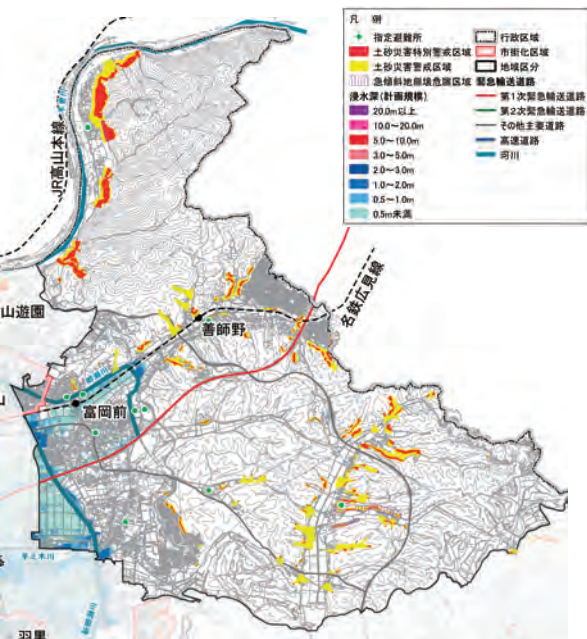 凡 例
指定避難所
土砂災害特別警戒区域
土砂災害警戒区域
急傾斜地崩壊危険区域
浸水深(計画規模)
20.0m以上
10.0～20.0m
5.0～10.0m
3.0～5.0m
2.0～3.0m
1.0～2.0m
0.5～1.0m
0.5m未満
行政区域
市街化区域
地域区分
緊急輸送道路
第1次緊急輸送道路
第2次緊急輸送道路
その他主要道路
高速道路
河川
JR高山本線
名鉄広見線
山遊園
善師野
富岡前
羽黒